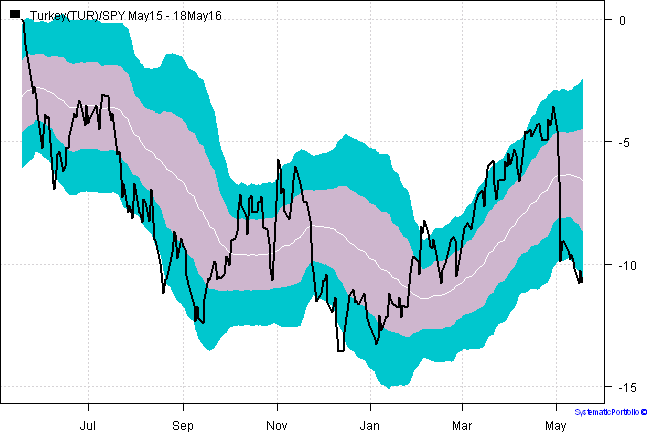 Turkey(TUR)/SPY May15 - 18May16
0
-5
-10
-15
Jul Sep Nov Jan Mar May
SystematicPortfolio ©